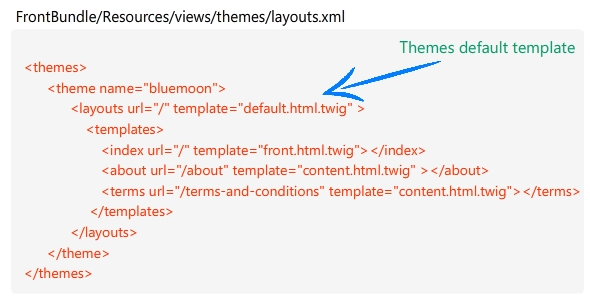 FrontBundle/Resources/views/themes/layouts.xml
Themes default template
<themes>
<theme name="bluemoon">
<layouts url="/" template="default.html.twig" >
<templates>
<index url="/" template="front.html.twig"></index>
<about url="/about" template="content.html.twig" ></about>
<terms url="/terms-and-conditions" template="content.html.twig"></terms>
</templates>
</layouts>
</theme>
</themes>